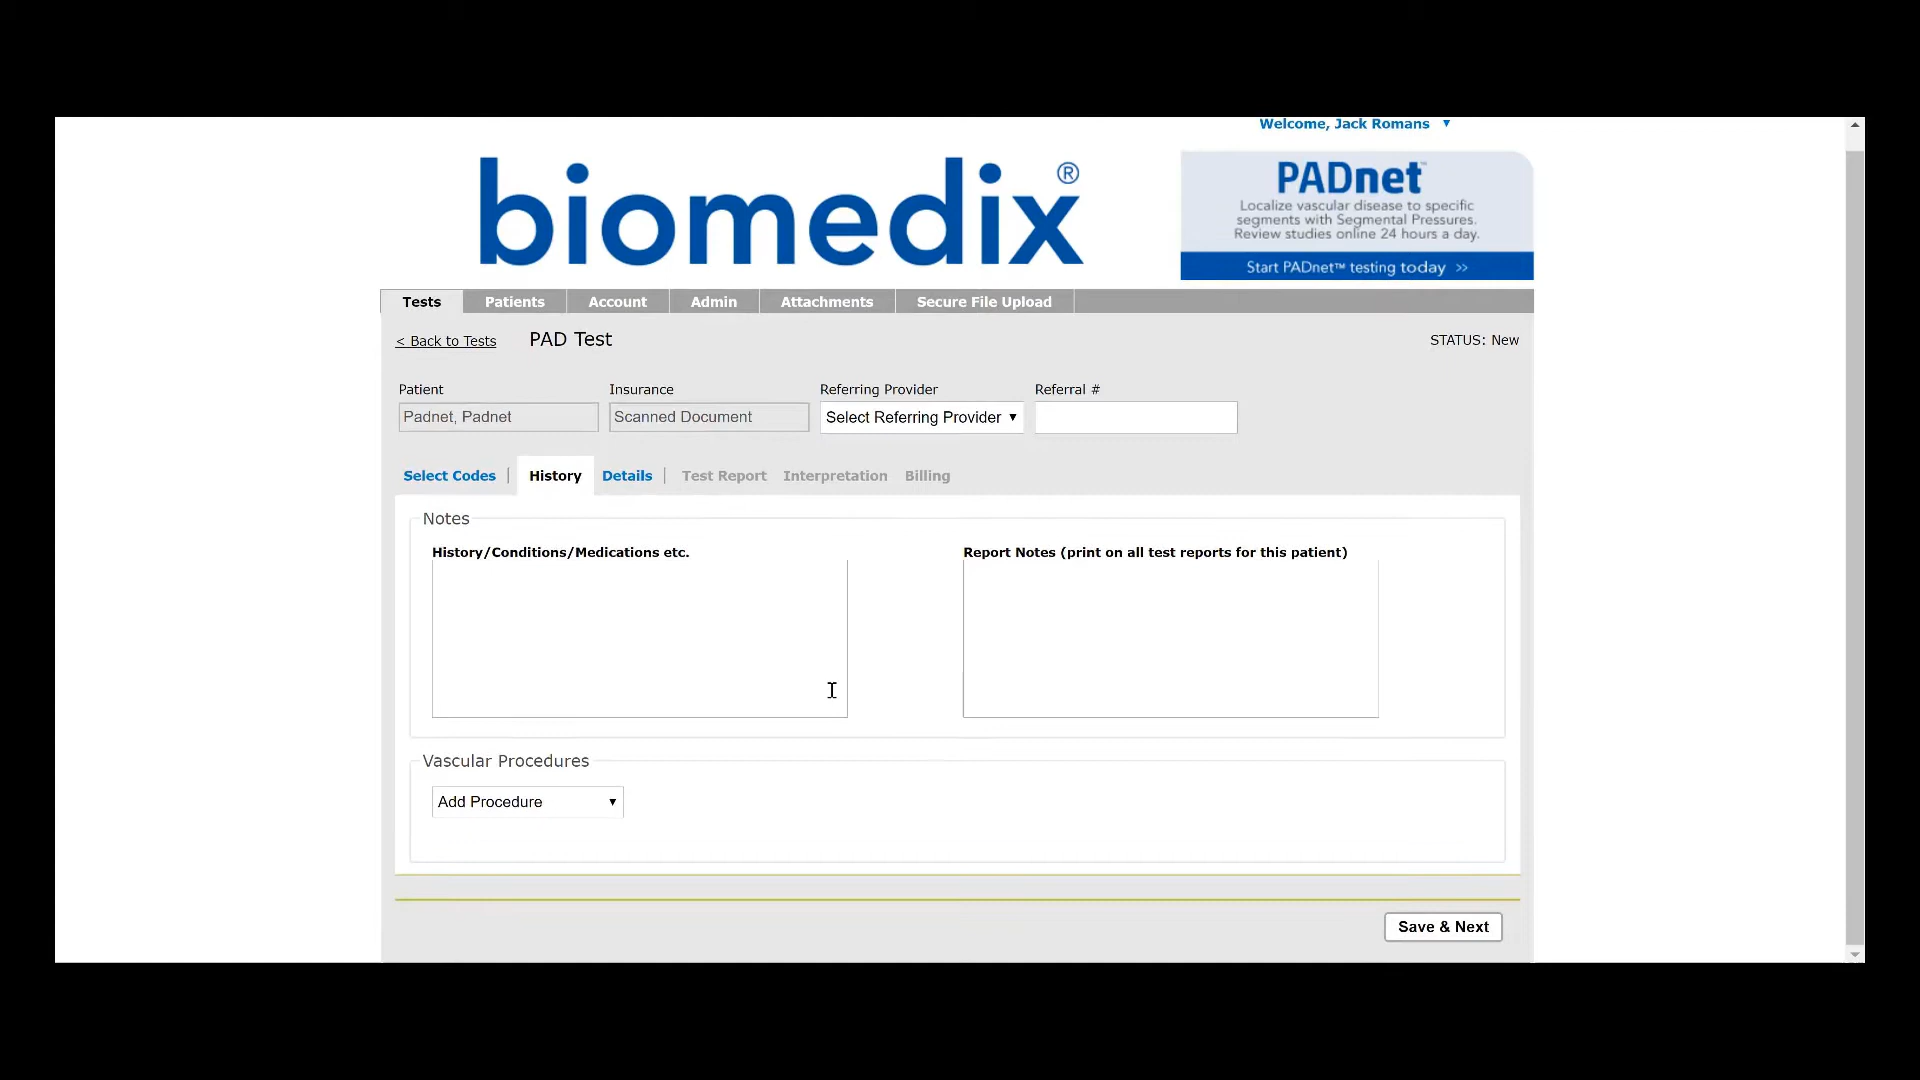 Welcome, Jack Romans ▼
biomedix®
PADnet™
Localize vascular disease to specific
segments with Segmental Pressures.
Review studies online 24 hours a day.
Start PADnet™ testing today >>
Tests Patients Account Admin Attachments Secure File Upload
< Back to Tests PAD Test STATUS: New
Patient Insurance Referring Provider Referral #
Padnet, Padnet Scanned Document Select Referring Provider ▼
Select Codes | History Details | Test Report Interpretation Billing
Notes
History/Conditions/Medications etc. Report Notes (print on all test reports for this patient)
Vascular Procedures
Add Procedure ▼
Save & Next